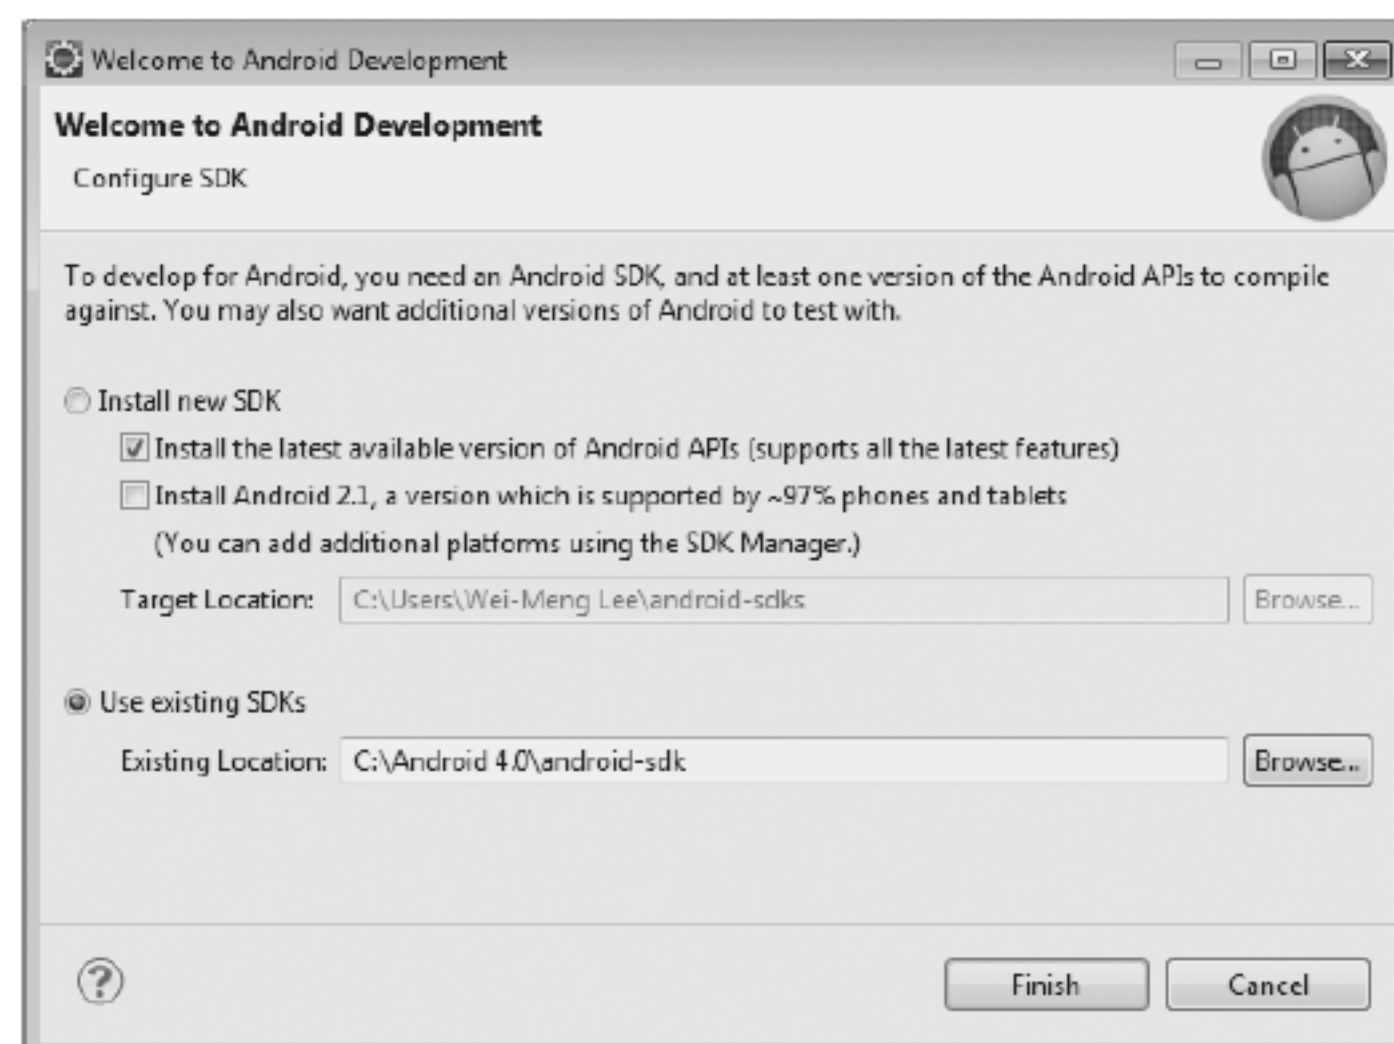 Welcome to Android Development
Welcome to Android Development
Configure SDK
To develop for Android, you need an Android SDK, and at least one version of the Android APIs to compile
against. You may also want additional versions of Android to test with.
Install new SDK
Install the latest available version of Android APIs (supports all the latest features)
Install Android 2.1, a version which is supported by ~97% phones and tablets
(You can add additional platforms using the SDK Manager.)
Target Location: C:\Users\Wei-Meng Lee\android-sdks Browse...
Use existing SDKs
Existing Location: C:\Android 4.0\android-sdk Browse...
? Finish Cancel